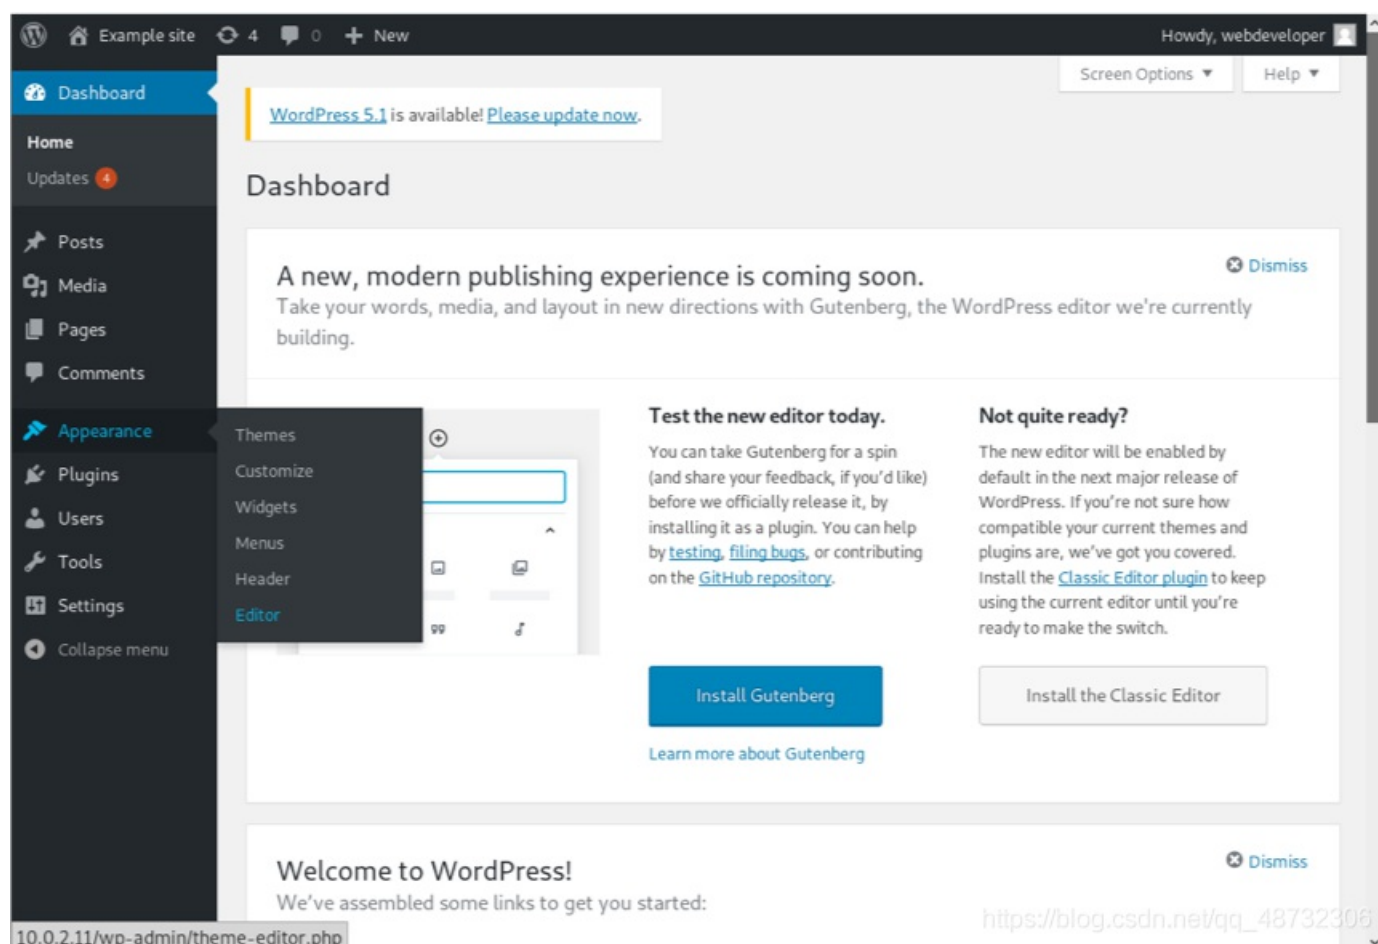 Example site 4 0 New Howdy, webdeveloper
Screen Options Help
Dashboard
Home
Updates 4
Posts
Media
Pages
Comments
Appearance
Plugins
Users
Tools
Settings
Collapse menu
Themes
Customize
Widgets
Menus
Header
Editor
WordPress 5.1 is available! Please update now.
Dashboard
A new, modern publishing experience is coming soon.
Dismiss
Take your words, media, and layout in new directions with Gutenberg, the WordPress editor we're currently
building.
Test the new editor today.
You can take Gutenberg for a spin
(and share your feedback, if you'd like)
before we officially release it, by
installing it as a plugin. You can help
by testing, filing bugs, or contributing
on the GitHub repository.
Install Gutenberg
Learn more about Gutenberg
Not quite ready?
The new editor will be enabled by
default in the next major release of
WordPress. If you're not sure how
compatible your current themes and
plugins are, we've got you covered.
Install the Classic Editor plugin to keep
using the current editor until you're
ready to make the switch.
Install the Classic Editor
Welcome to WordPress!
Dismiss
We've assembled some links to get you started:
10.0.2.11/wp-admin/theme-editor.php
https://blog.csdn.net/qq_48732306